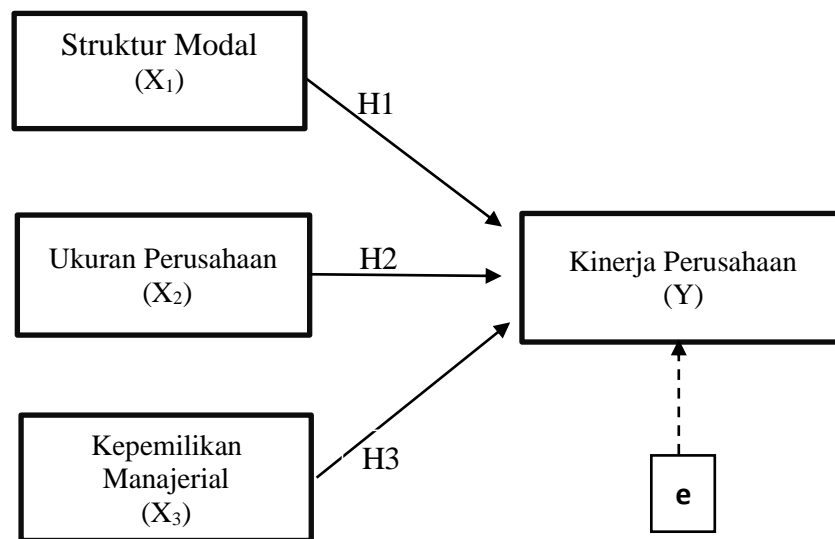 Struktur Modal
(X₁)
H1
Ukuran Perusahaan
(X₂)
H2
Kinerja Perusahaan
(Y)
Kepemilikan
Manajerial
(X₃)
H3
e